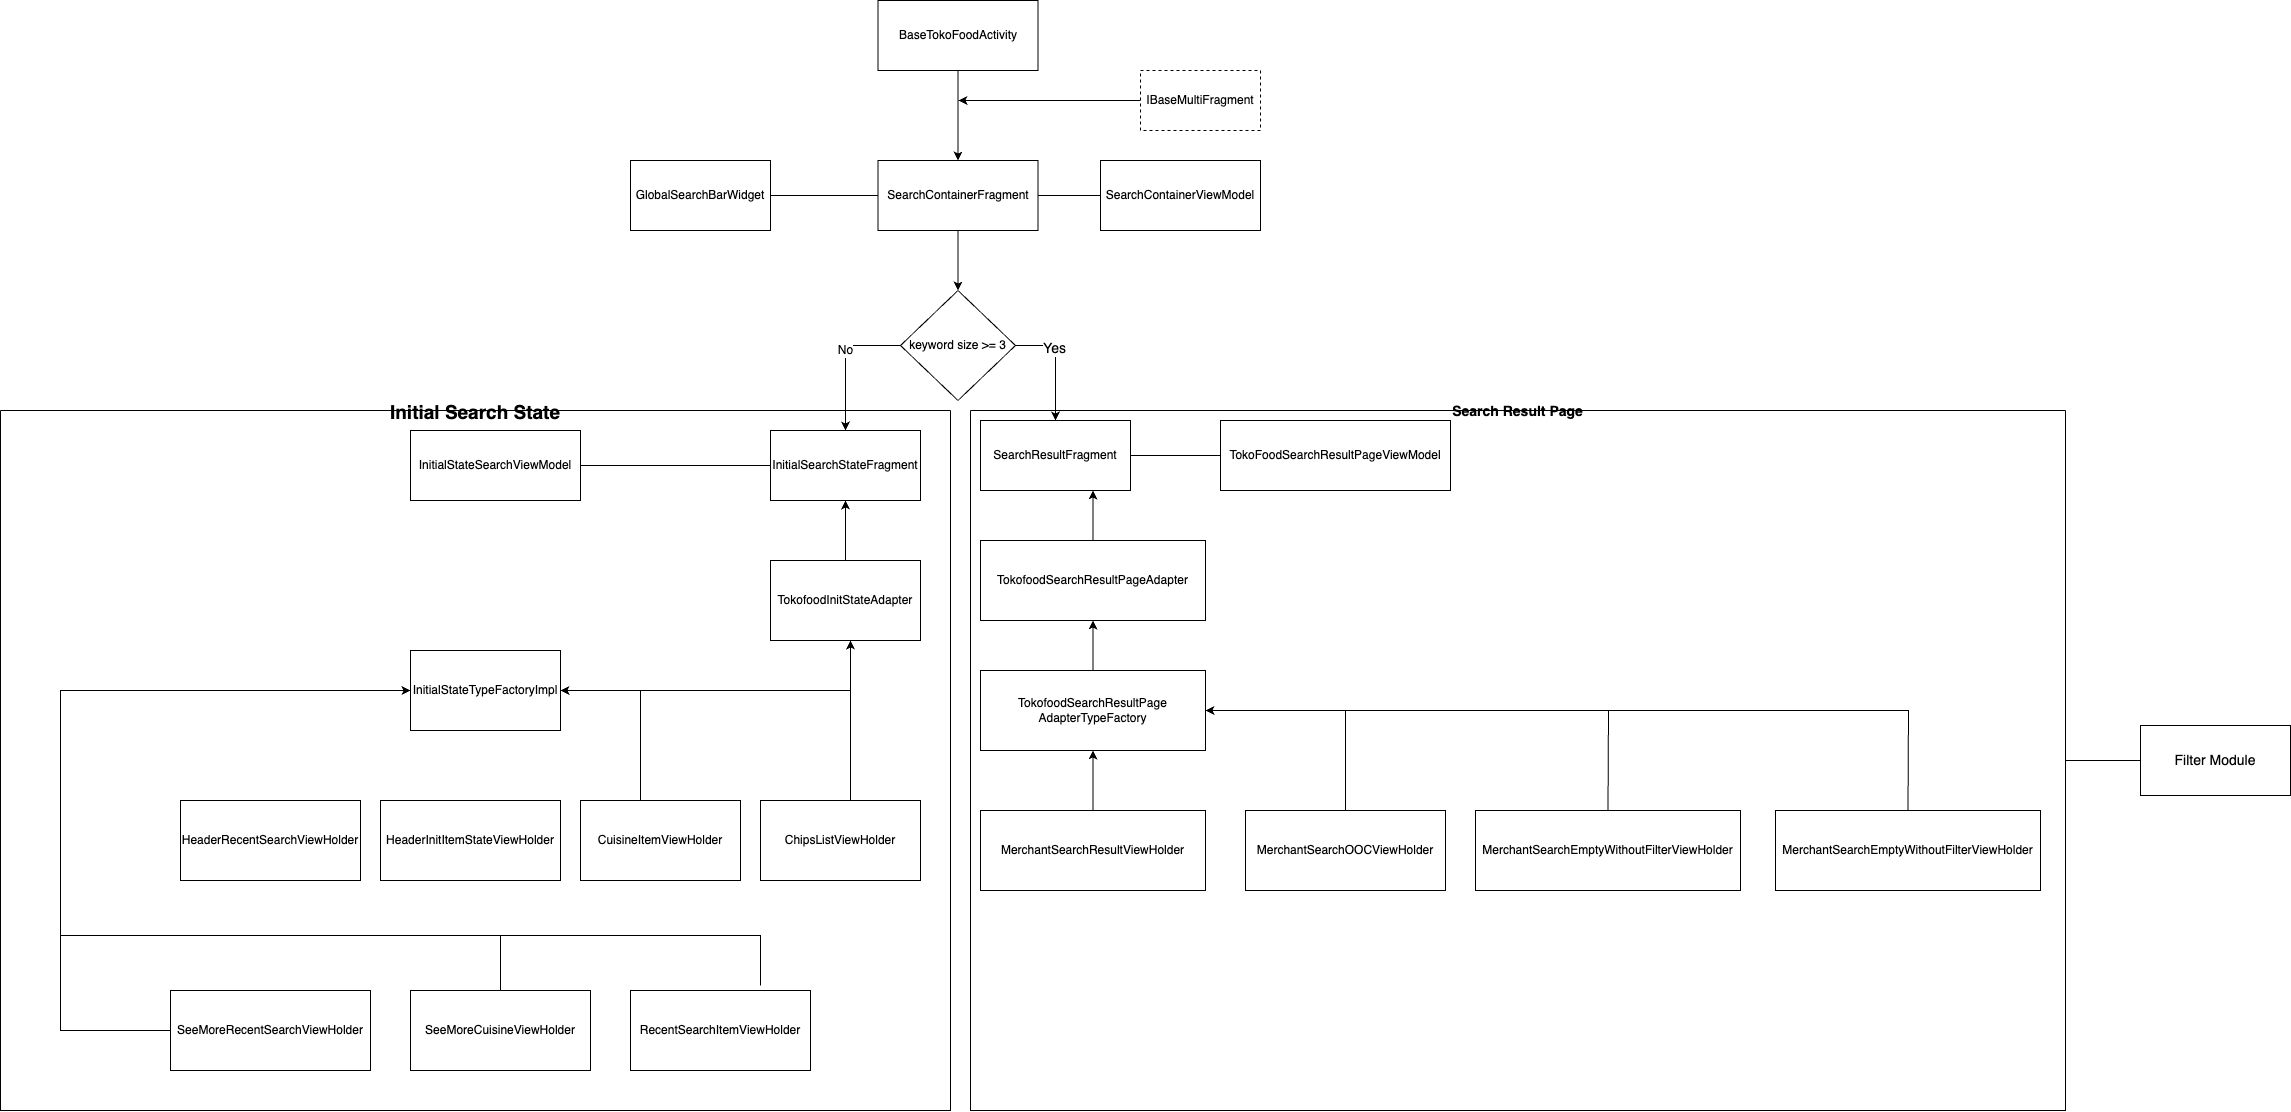 BaseTokoFoodActivity
IBaseMultiFragment
GlobalSearchBarWidget
SearchContainerFragment
SearchContainerViewModel
keyword size >= 3
No
Yes
Initial Search State
Search Result Page
InitialStateSearchViewModel
InitialSearchStateFragment
SearchResultFragment
TokoFoodSearchResultPageViewModel
TokofoodInitStateAdapter
TokofoodSearchResultPageAdapter
InitialStateTypeFactoryImpl
TokofoodSearchResultPage
AdapterTypeFactory
Filter Module
HeaderRecentSearchViewHolder
HeaderInitItemStateViewHolder
CuisineItemViewHolder
ChipsListViewHolder
MerchantSearchResultViewHolder
MerchantSearchOOCViewHolder
MerchantSearchEmptyWithoutFilterViewHolder
MerchantSearchEmptyWithoutFilterViewHolder
SeeMoreRecentSearchViewHolder
SeeMoreCuisineViewHolder
RecentSearchItemViewHolder